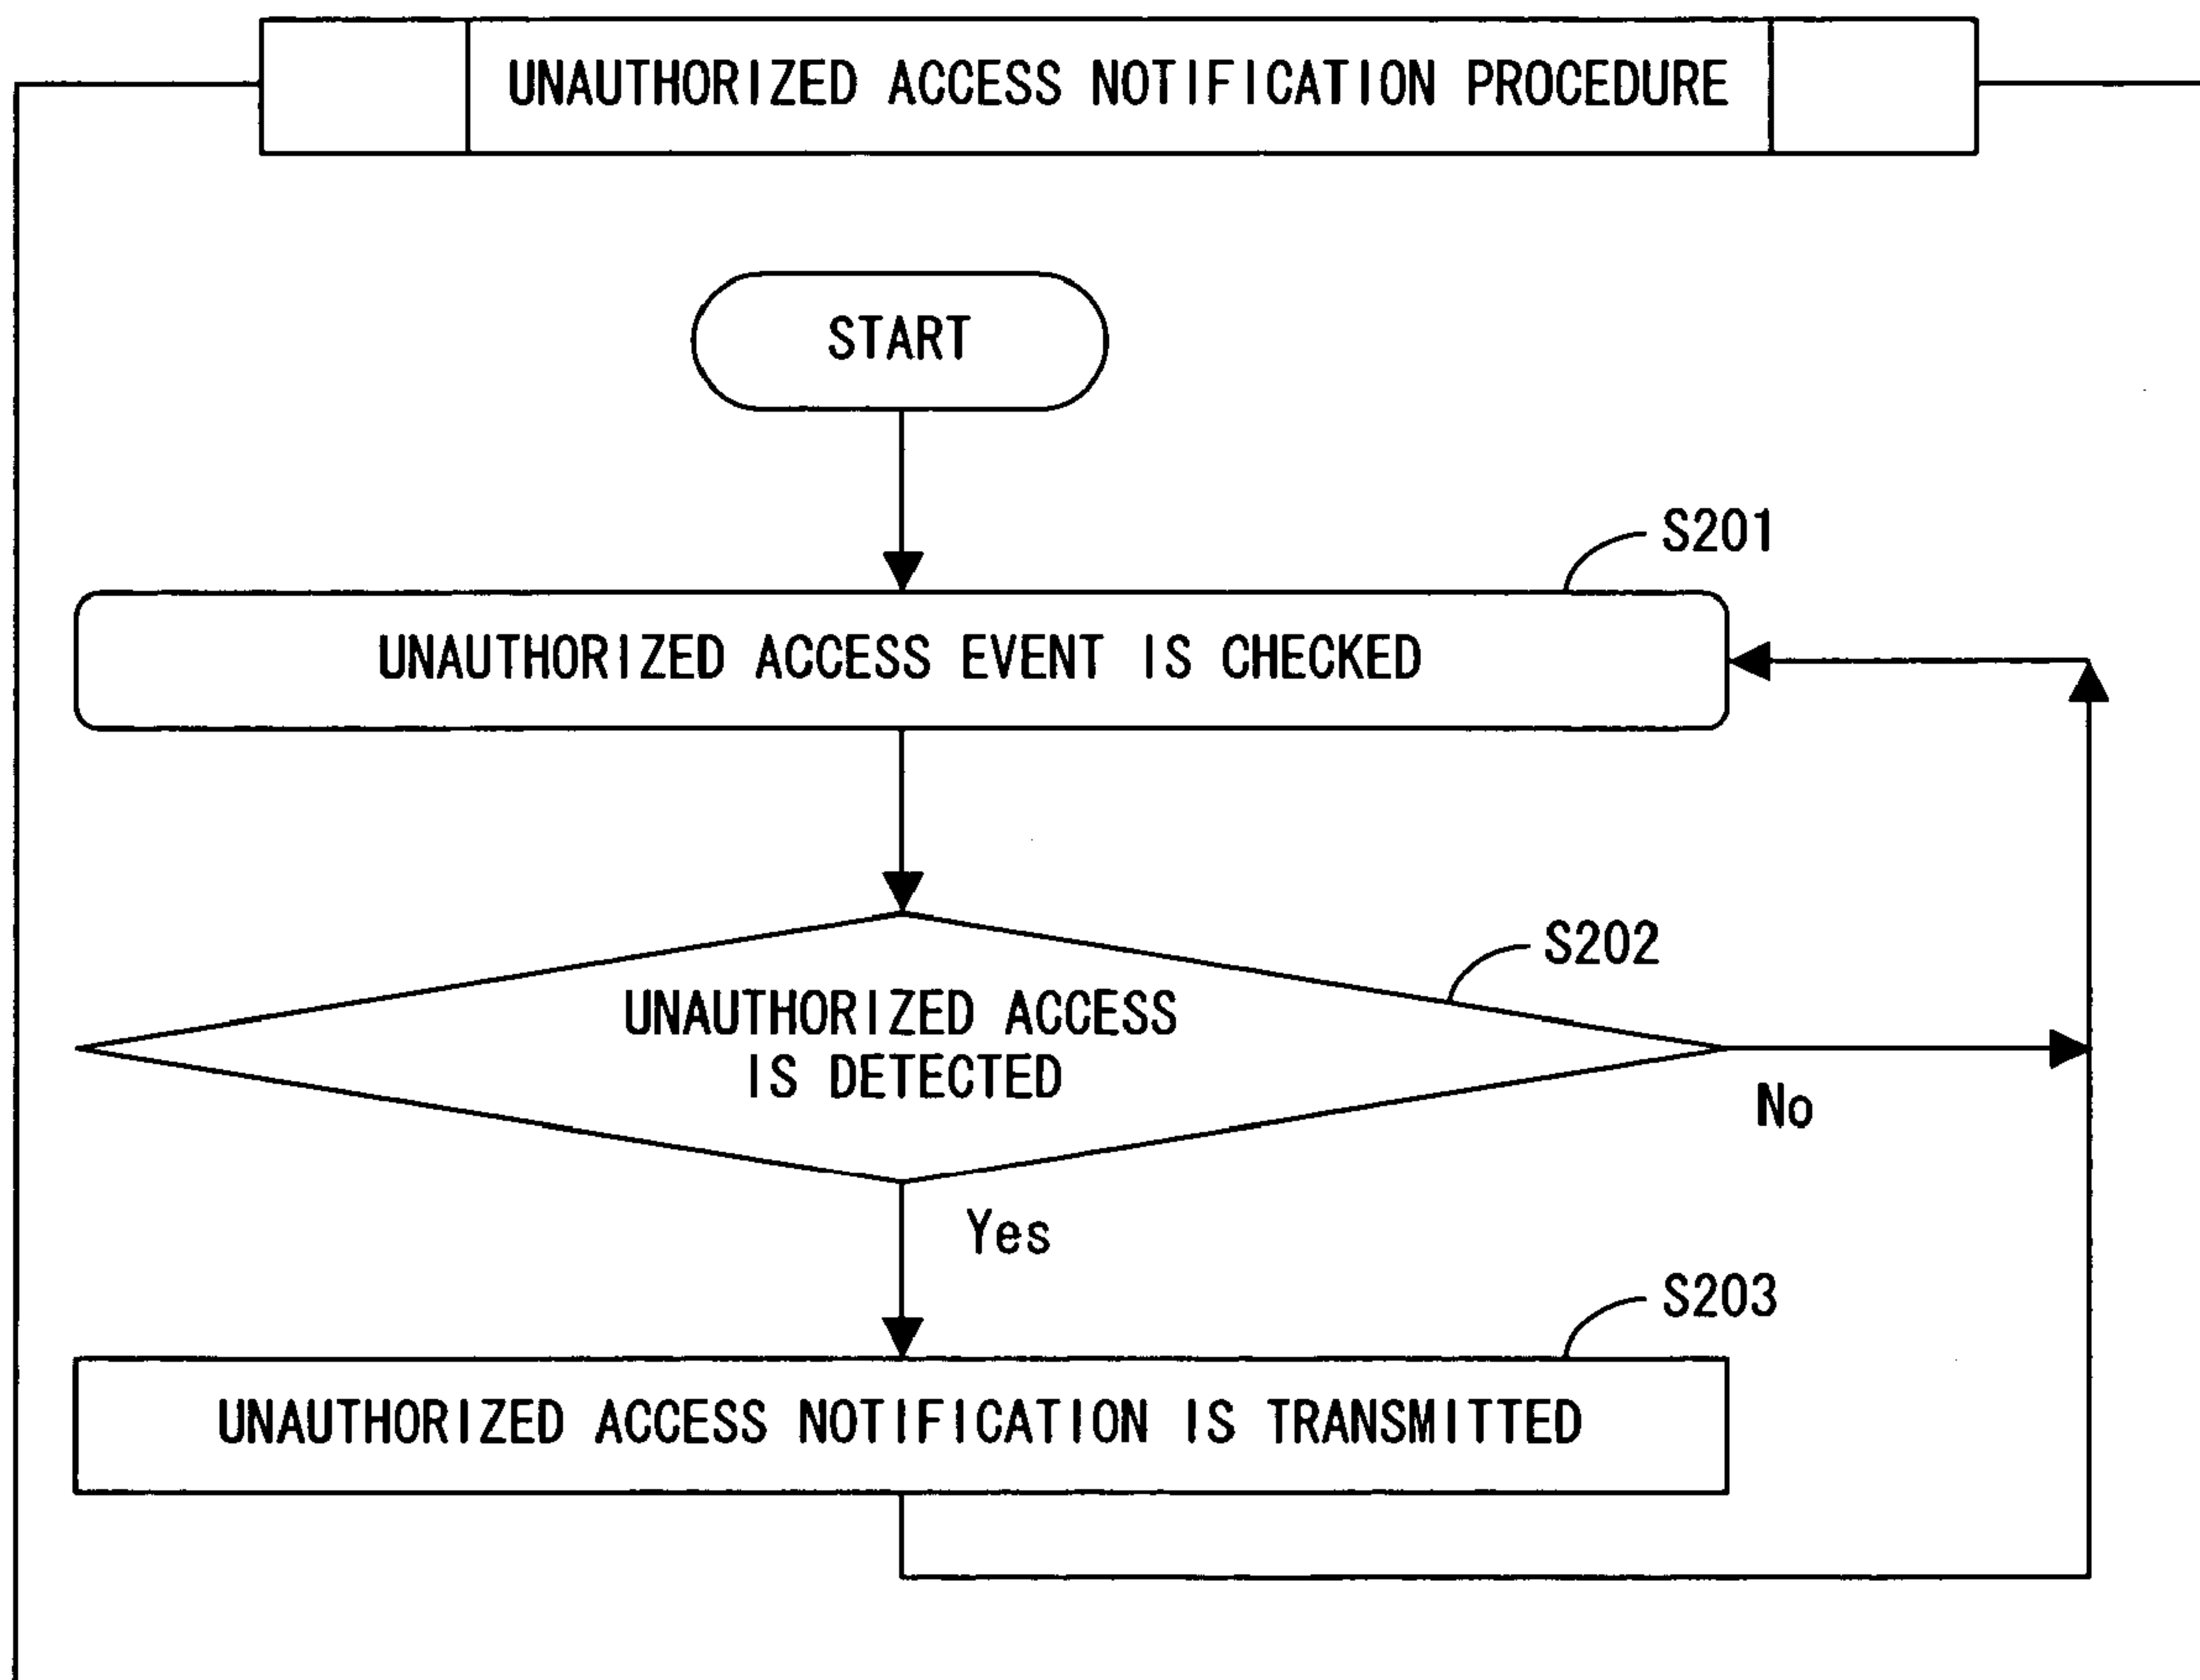 UNAUTHORIZED ACCESS NOTIFICATION PROCEDURE
START
S201
UNAUTHORIZED ACCESS EVENT IS CHECKED
S202
UNAUTHORIZED ACCESS
IS DETECTED
No
Yes
S203
UNAUTHORIZED ACCESS NOTIFICATION IS TRANSMITTED